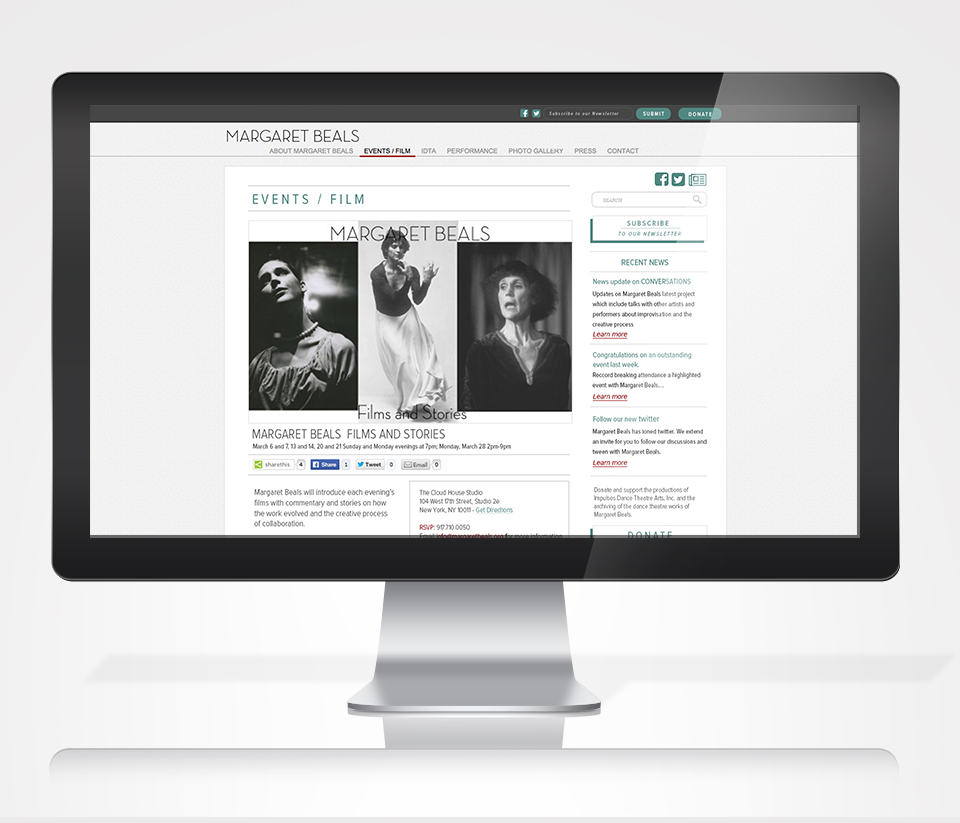 Subscribe to our Newsletter SUBMIT DONATE
MARGARET BEALS
ABOUT MARGARET BEALS EVENTS / FILM IDTA PERFORMANCE PHOTO GALLERY PRESS CONTACT
EVENTS / FILM
MARGARET BEALS
Films and Stories
MARGARET BEALS FILMS AND STORIES
March 6 and 7, 13 and 14, 20 and 21 Sunday and Monday evenings at 7pm; Monday, March 28 2pm-9pm
sharethis 4 Share 1 Tweet 0 Email 0
Margaret Beals will introduce each evening's
films with commentary and stories on how
the work evolved and the creative process
of collaboration.
The Cloud House Studio
104 West 17th Street, Studio 2e
New York, NY 10011 - Get Directions
RSVP: 917.710.0050
Email info@margaretbeals.org for more information
SEARCH
SUBSCRIBE
TO OUR NEWSLETTER
RECENT NEWS
News update on CONVERSATIONS
Updates on Margaret Beals latest project
which include talks with other artists and
performers about improvisation and the
creative process
Learn more
Congratulations on an outstanding
event last week.
Reccord breaking attendance a highlighted
event with Margaret Beals....
Learn more
Follow our new twitter
Margaret Beals has ioned twitter. We extend
an invite for you to follow our discussions and
tween with Margaret Beals.
Learn more
Donate and support the productions of
Impulses Dance Theatre Arts, Inc. and the
archiving of the dance theatre works of
Margaret Beals.
DONATE